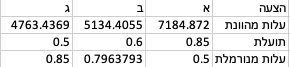 הצעה א ב ג
עלות מהוונת 7184.872 5134.4055 4763.4369
תועלת 0.85 0.6 0.5
עלות מנורמלת 0.5 0.7963793 0.85